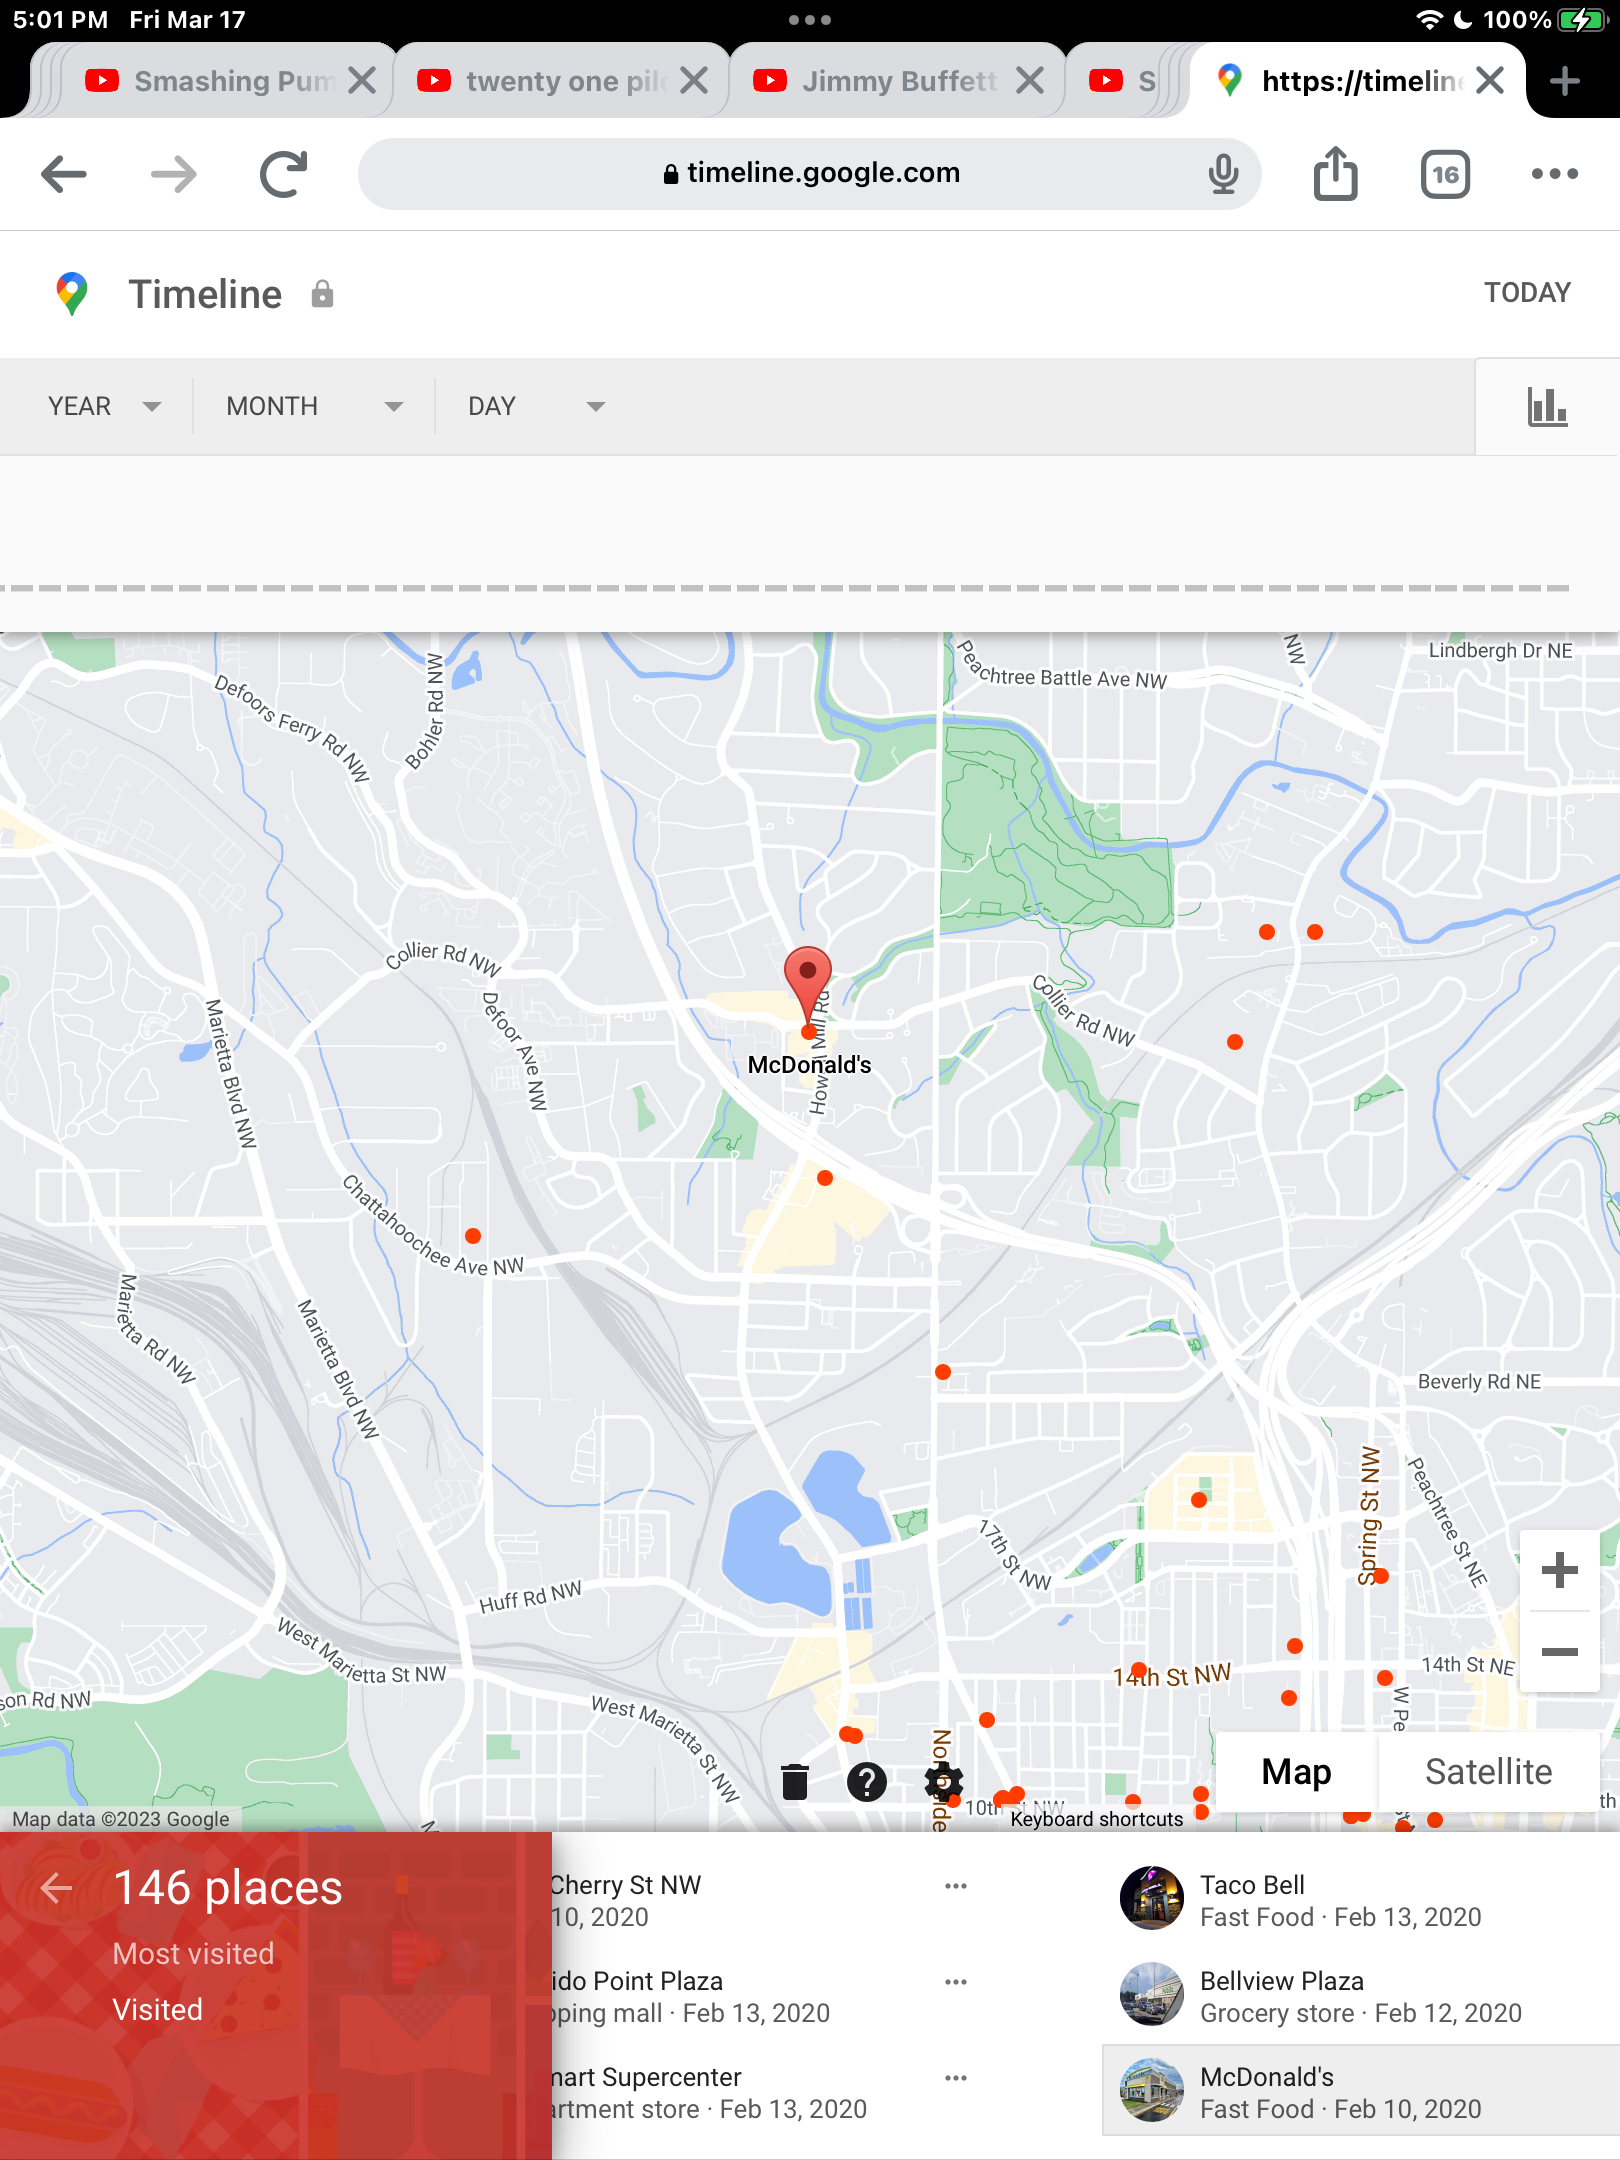 5:01 PM Fri Mar 17
100%
Smashing Pum
twenty one pil
Jimmy Buffett
S
https://timelin
timeline.google.com
16
Timeline
TODAY
YEAR
MONTH
DAY
Peachtree Battle Ave NW
NW
Lindbergh Dr NE
Defoors Ferry Rd NW
Bohler Rd NW
Collier Rd NW
Defoor Ave NW
Marietta Blvd NW
Collier Rd NW
Howell Mill Rd
McDonald's
Chattahoochee Ave NW
Marietta Rd NW
Marietta Blvd NW
Beverly Rd NE
Spring St NW
Peachtree St NE
17th St NW
Huff Rd NW
West Marietta St NW
14th St NW
14th St NE
son Rd NW
West Marietta St NW
W Pe
Northside
10th St NW
th
Map
Satellite
Map data ©2023 Google
Keyboard shortcuts
146 places
Most visited
Visited
Cherry St NW
10, 2020
ido Point Plaza
pping mall · Feb 13, 2020
mart Supercenter
artment store · Feb 13, 2020
Taco Bell
Fast Food · Feb 13, 2020
Bellview Plaza
Grocery store · Feb 12, 2020
McDonald's
Fast Food · Feb 10, 2020